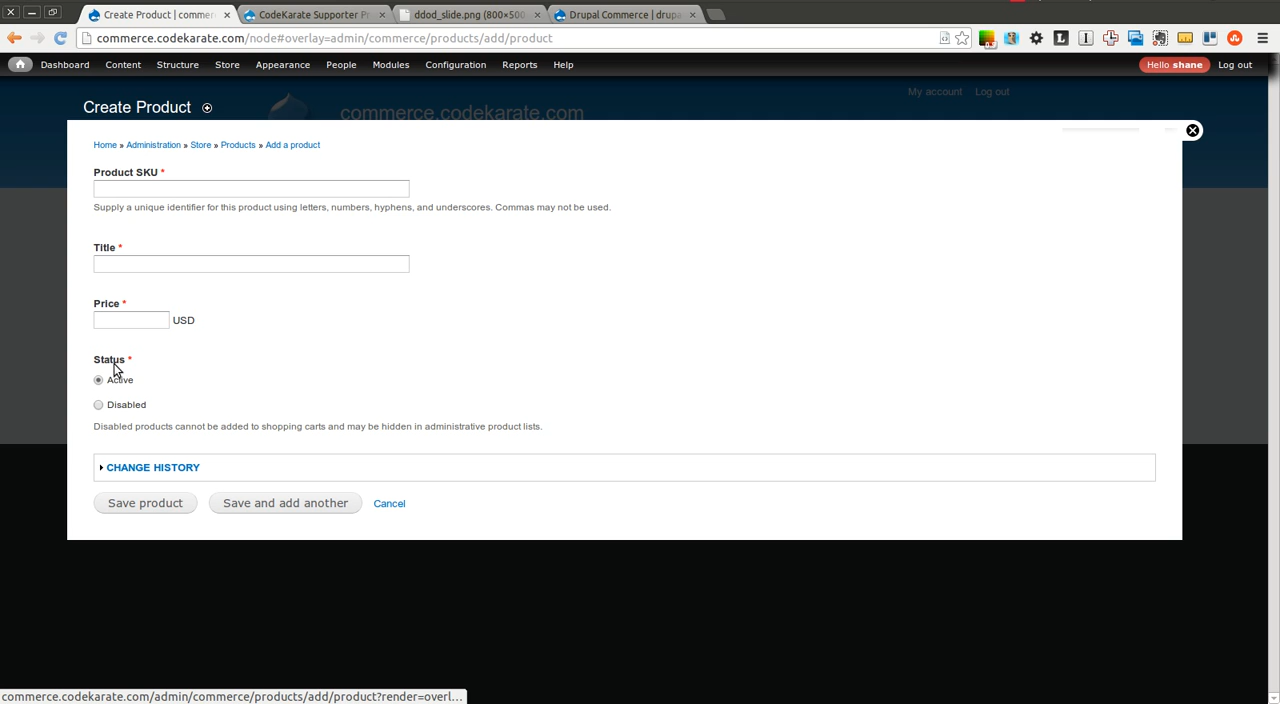 Create Product | commer
CodeKarate Supporter Pr
ddod_slide.png (800×500
Drupal Commerce | drupa
commerce.codekarate.com/node#overlay=admin/commerce/products/add/product
Dashboard Content Structure Store Appearance People Modules Configuration Reports Help Hello shane Log out
My account Log out
Create Product
commerce.codekarate.com
Home » Administration » Store » Products » Add a product
Product SKU *
Supply a unique identifier for this product using letters, numbers, hyphens, and underscores. Commas may not be used.
Title *
Price *
USD
Status *
Active
Disabled
Disabled products cannot be added to shopping carts and may be hidden in administrative product lists.
CHANGE HISTORY
Save product Save and add another Cancel
commerce.codekarate.com/admin/commerce/products/add/product?render=overl...